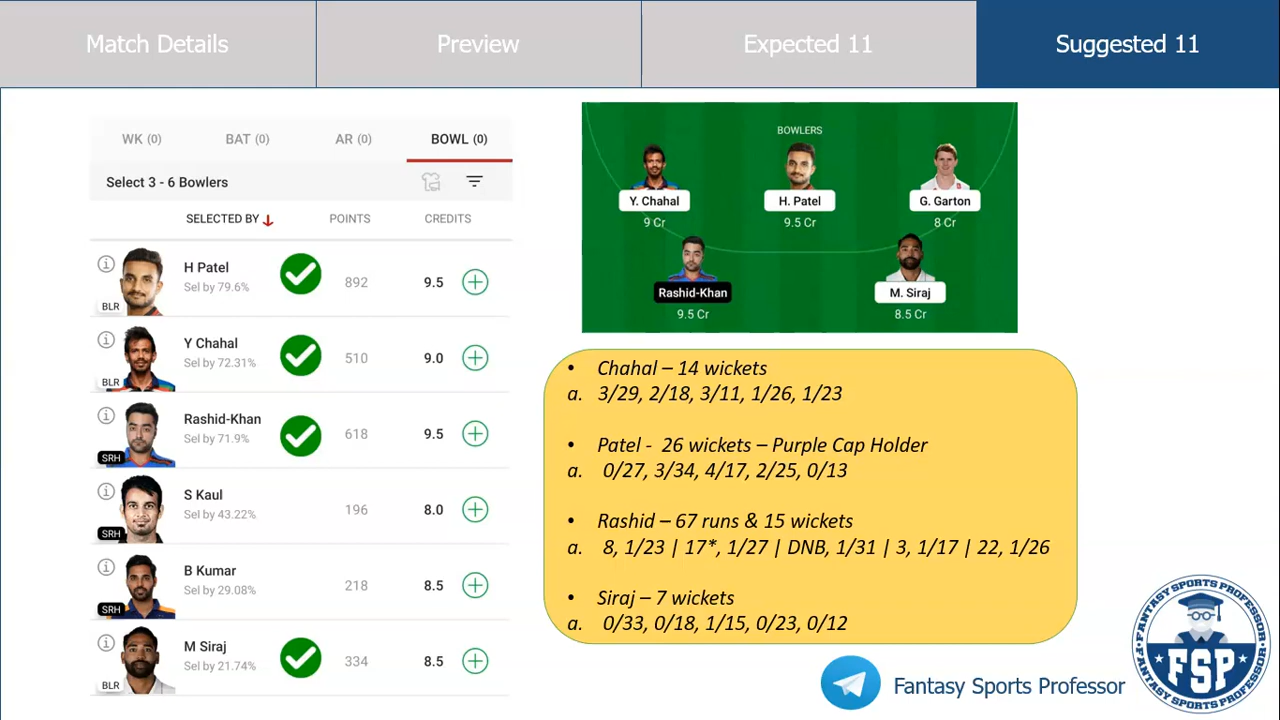 Match Details
Preview
Expected 11
Suggested 11
WK (0)
BAT (0)
AR (0)
BOWL (0)
Select 3 - 6 Bowlers
SELECTED BY
POINTS
CREDITS
H Patel
Sel by 79.6%
BLR
892
9.5
Y Chahal
Sel by 72.31%
BLR
510
9.0
Rashid-Khan
Sel by 71.9%
SRH
618
9.5
S Kaul
Sel by 43.22%
SRH
196
8.0
B Kumar
Sel by 29.08%
SRH
218
8.5
M Siraj
Sel by 21.74%
BLR
334
8.5
BOWLERS
Y. Chahal
9 Cr
H. Patel
9.5 Cr
G. Garton
8 Cr
Rashid-Khan
9.5 Cr
M. Siraj
8.5 Cr
• Chahal – 14 wickets
a. 3/29, 2/18, 3/11, 1/26, 1/23
• Patel - 26 wickets – Purple Cap Holder
a. 0/27, 3/34, 4/17, 2/25, 0/13
• Rashid – 67 runs & 15 wickets
a. 8, 1/23 | 17*, 1/27 | DNB, 1/31 | 3, 1/17 | 22, 1/26
• Siraj – 7 wickets
a. 0/33, 0/18, 1/15, 0/23, 0/12
Fantasy Sports Professor
FANTASY SPORTS PROFESSOR
FSP
FANTASY SPORTS PROFESSOR